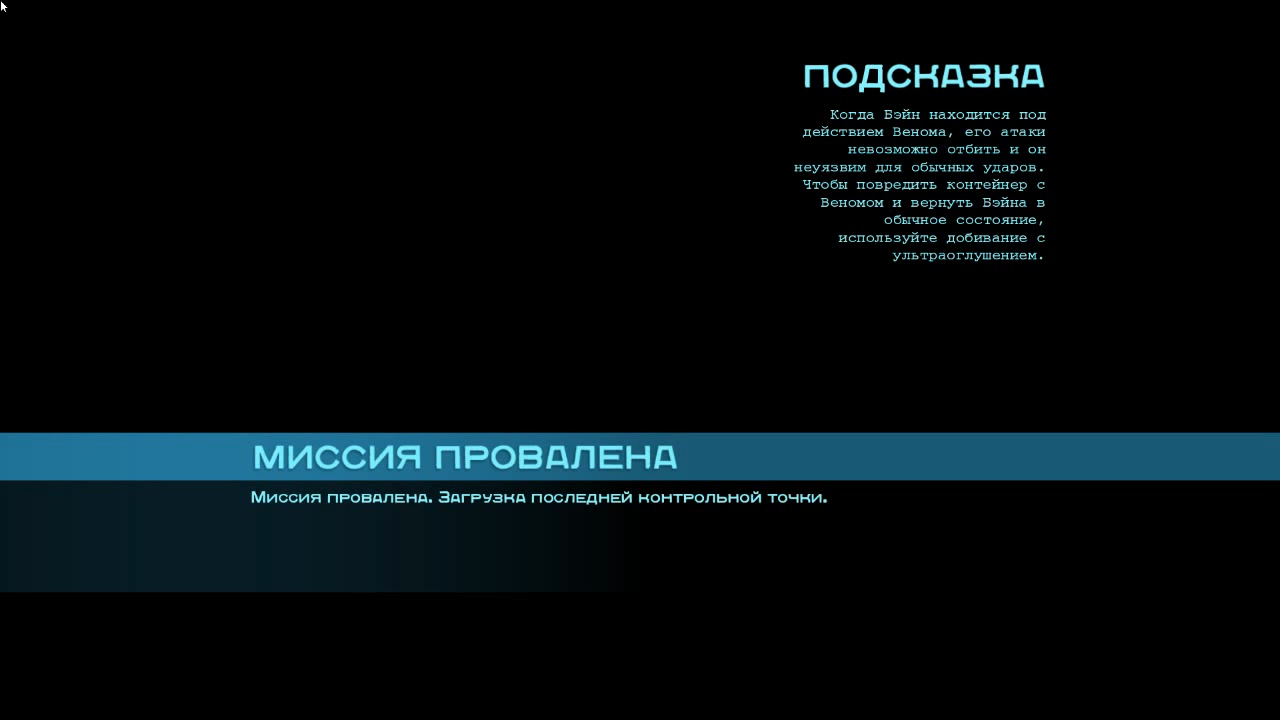 ПОДСКАЗКА
Когда Бэйн находится под
действием Венома, его атаки
невозможно отбить и он
неуязвим для обычных ударов.
Чтобы повредить контейнер с
Веномом и вернуть Бэйна в
обычное состояние,
используйте добивание с
ультраоглушением.
МИССИЯ ПРОВАЛЕНА
Миссия провалена. Загрузка последней контрольной точки.